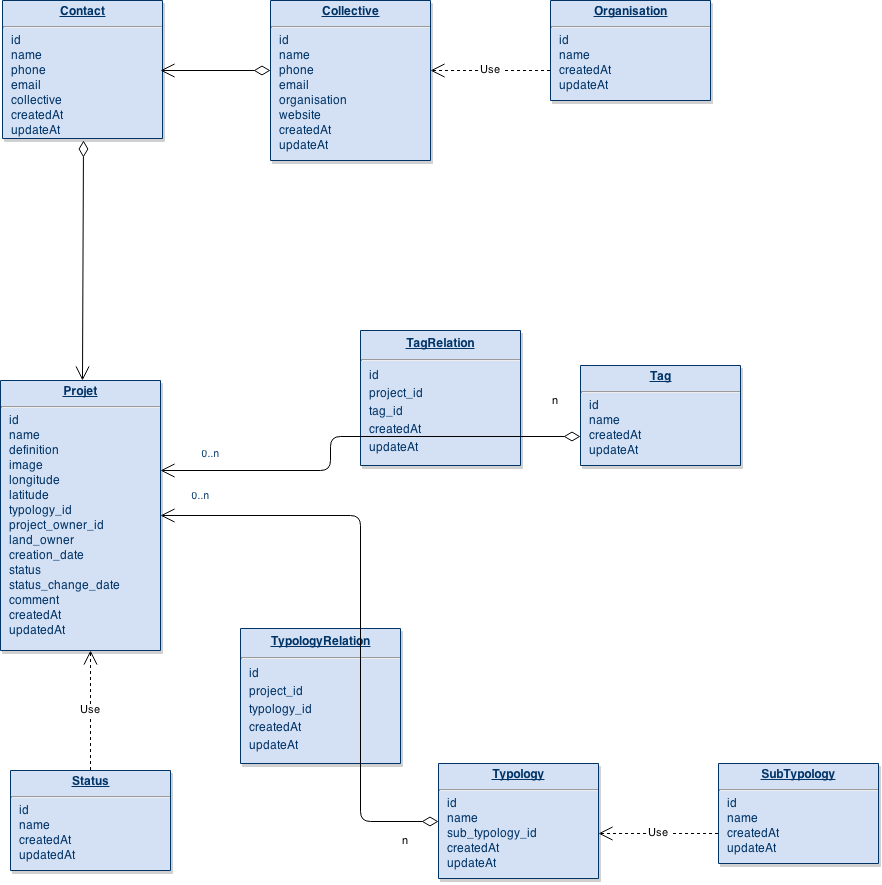 Contact
id
name
phone
email
collective
createdAt
updateAt
Collective
id
name
phone
email
organisation
website
createdAt
updateAt
Organisation
id
name
createdAt
updateAt
Use
TagRelation
id
project_id
tag_id
createdAt
updateAt
n
Tag
id
name
createdAt
updateAt
Projet
id
name
definition
image
longitude
latitude
typology_id
project_owner_id
land_owner
creation_date
status
status_change_date
comment
createdAt
updatedAt
0..n
0..n
TypologyRelation
id
project_id
typology_id
createdAt
updateAt
Use
Status
id
name
createdAt
updatedAt
n
Typology
id
name
sub_typology_id
createdAt
updateAt
Use
SubTypology
id
name
createdAt
updateAt